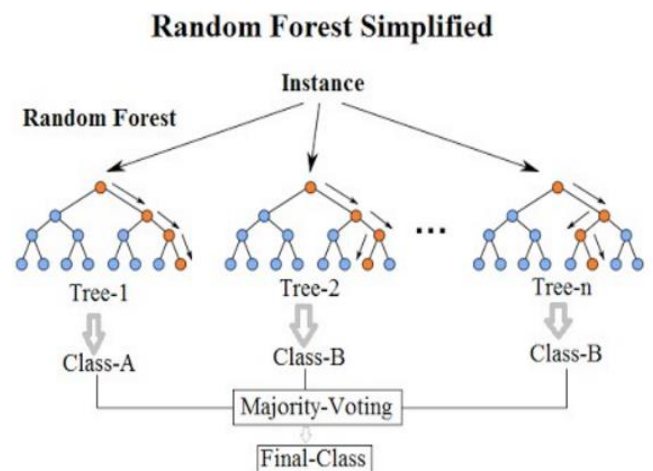 Random Forest Simplified
Instance
Random Forest
...
Tree-1
Tree-2
Tree-n
Class-A
Class-B
Class-B
Majority-Voting
Final-Class